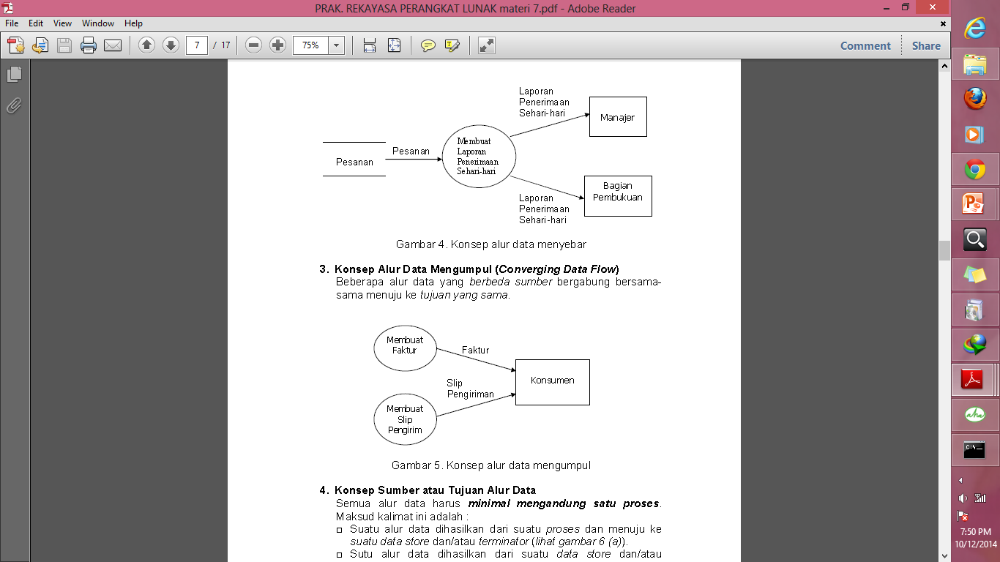 PRAK. REKAYASA PERANGKAT LUNAK materi 7.pdf - Adobe Reader
File Edit View Window Help
7 / 17
75%
Comment Share
Laporan
Penerimaan
Sehari-hari
Manajer
Pesanan
Pesanan
Membuat
Laporan
Penerimaan
Sehari-hari
Bagian
Pembukuan
Laporan
Penerimaan
Sehari-hari
Gambar 4. Konsep alur data menyebar
3. Konsep Alur Data Mengumpul (Converging Data Flow)
Beberapa alur data yang berbeda sumber bergabung bersama-
sama menuju ke tujuan yang sama.
Membuat
Faktur
Faktur
Konsumen
Slip
Pengiriman
Membuat
Slip
Pengirim
Gambar 5. Konsep alur data mengumpul
4. Konsep Sumber atau Tujuan Alur Data
Semua alur data harus minimal mengandung satu proses.
Maksud kalimat ini adalah :
Suatu alur data dihasilkan dari suatu proses dan menuju ke
suatu data store dan/atau terminator (lihat gambar 6 (a)).
Sutu alur data dihasilkan dari suatu data store dan/atau
7:50 PM
10/12/2014